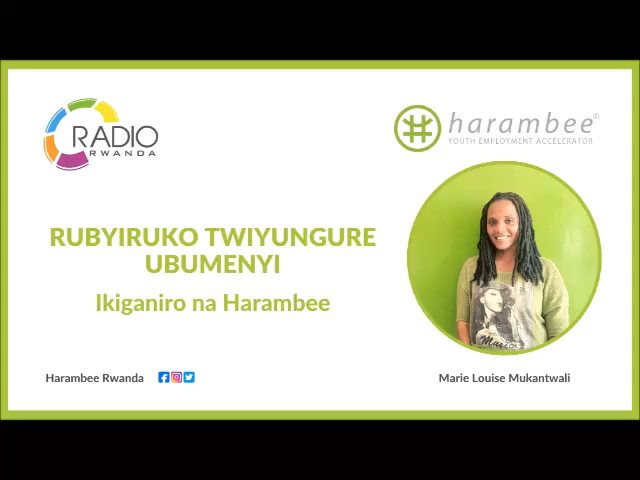 RADIO
RWANDA
harambee®
YOUTH EMPLOYMENT ACCELERATOR
RUBYIRUKO TWIYUNGURE
UBUMENYI
Ikiganiro na Harambee
Harambee Rwanda
Marie Louise Mukantwali